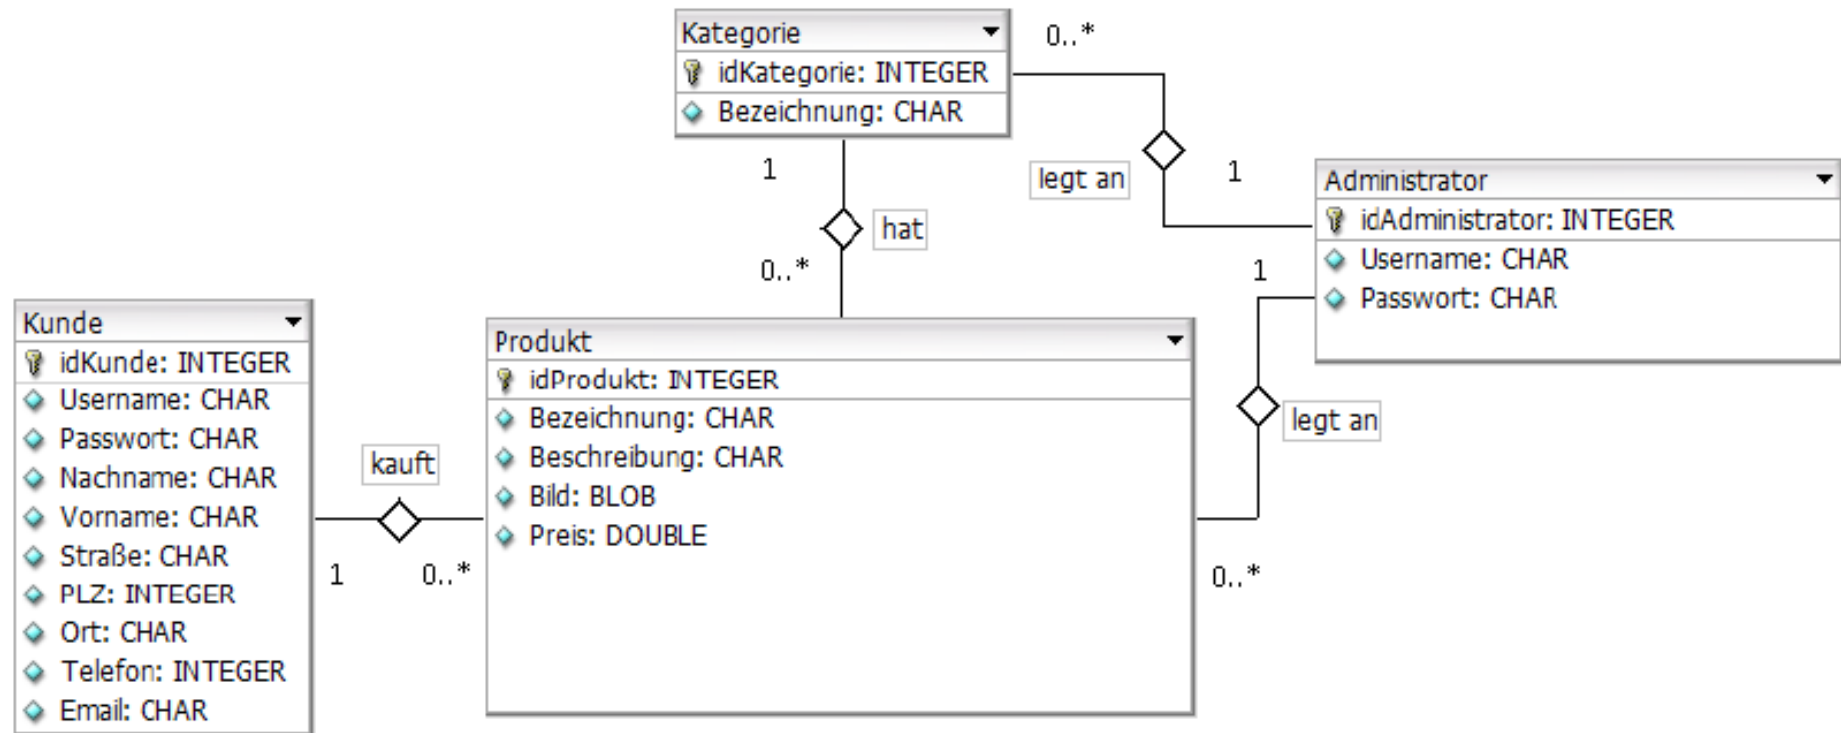 Kategorie
idKategorie: INTEGER
Bezeichnung: CHAR
0..*
1
legt an
1
hat
0..*
Administrator
idAdministrator: INTEGER
Username: CHAR
Passwort: CHAR
1
legt an
0..*
Kunde
idKunde: INTEGER
Username: CHAR
Passwort: CHAR
Nachname: CHAR
Vorname: CHAR
Straße: CHAR
PLZ: INTEGER
Ort: CHAR
Telefon: INTEGER
Email: CHAR
kauft
1
0..*
Produkt
idProdukt: INTEGER
Bezeichnung: CHAR
Beschreibung: CHAR
Bild: BLOB
Preis: DOUBLE